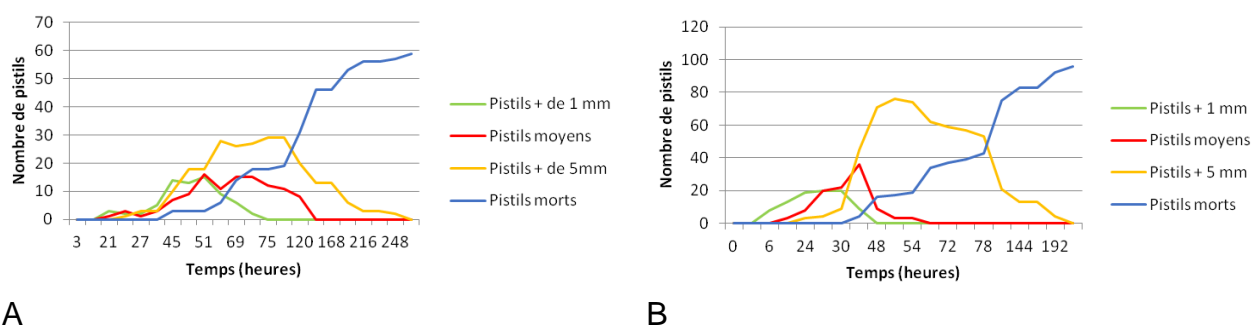 70
60
50
40
30
20
10
0
Nombre de pistils
3 21 27 45 51 69 75 120 168 216 248
Temps (heures)
Pistils + de 1 mm
Pistils moyens
Pistils + de 5mm
Pistils morts
A
120
100
80
60
40
20
0
Nombre de pistils
0 6 24 30 48 54 72 78 144 192
Temps (heures)
Pistils + 1 mm
Pistils moyens
Pistils + 5 mm
Pistils morts
B